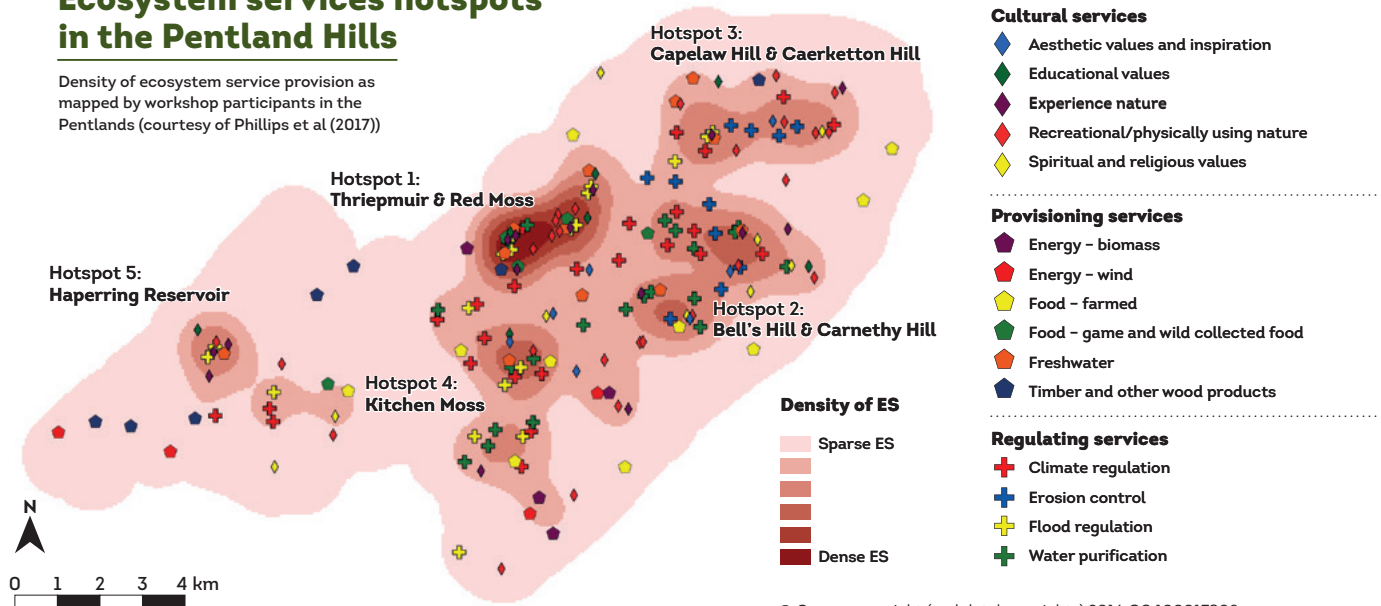 Ecosystem services hotspots
in the Pentland Hills
Density of ecosystem service provision as
mapped by workshop participants in the
Pentlands (courtesy of Phillips et al (2017))
Hotspot 3:
Capelaw Hill & Caerketton Hill
Hotspot 1:
Thriepmuir & Red Moss
Hotspot 5:
Haperring Reservoir
Hotspot 2:
Bell's Hill & Carnethy Hill
Hotspot 4:
Kitchen Moss
N
0 1 2 3 4 km
Density of ES
Sparse ES
Dense ES
Cultural services
Aesthetic values and inspiration
Educational values
Experience nature
Recreational/physically using nature
Spiritual and religious values
Provisioning services
Energy – biomass
Energy – wind
Food – farmed
Food – game and wild collected food
Freshwater
Timber and other wood products
Regulating services
Climate regulation
Erosion control
Flood regulation
Water purification